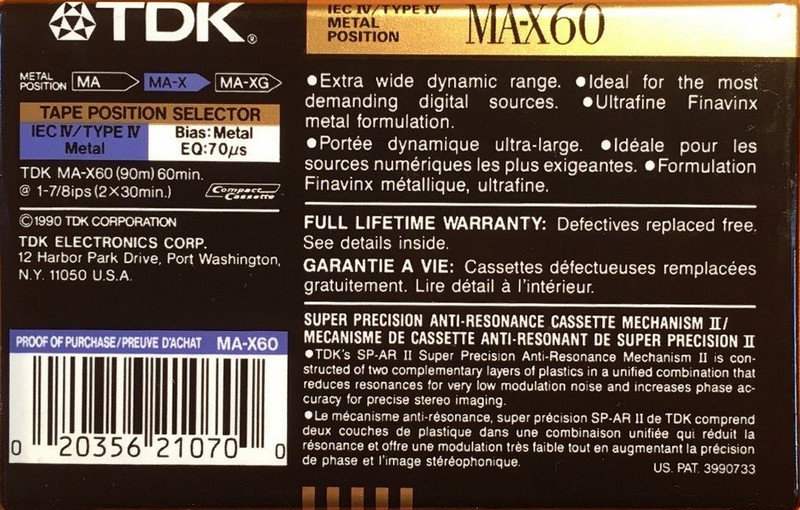 TDK®
IEC IV/TYPE IV
METAL
POSITION
MA-X60
METAL
POSITION
MA
MA-X
MA-XG
TAPE POSITION SELECTOR
IEC IV/TYPE IV
Metal
Bias: Metal
EQ: 70μs
TDK MA-X60 (90m) 60min.
@ 1-7/8ips (2×30min.)
Compact
Cassette
©1990 TDK CORPORATION
TDK ELECTRONICS CORP.
12 Harbor Park Drive, Port Washington,
N.Y. 11050 U.S.A.
PROOF OF PURCHASE/PREUVE D'ACHAT MA-X60
0 20356 21070 0
●Extra wide dynamic range. ●Ideal for the most
demanding digital sources. ●Ultrafine Finavinx
metal formulation.
●Portée dynamique ultra-large. ●Idéale pour les
sources numériques les plus exigeantes. ●Formulation
Finavinx métallique, ultrafine.
FULL LIFETIME WARRANTY: Defectives replaced free.
See details inside.
GARANTIE A VIE: Cassettes défectueuses remplacées
gratuitement. Lire détail à l'intérieur.
SUPER PRECISION ANTI-RESONANCE CASSETTE MECHANISM II/
MECANISME DE CASSETTE ANTI-RESONANT DE SUPER PRECISION II
●TDK's SP-AR II Super Precision Anti-Resonance Mechanism II is con-
structed of two complementary layers of plastics in a unified combination that
reduces resonances for very low modulation noise and increases phase ac-
curacy for precise stereo imaging.
●Le mécanisme anti-résonance, super précision SP-AR II de TDK comprend
deux couches de plastique dans une combinaison unifiée qui réduit la
résonance et offre une modulation très faible tout en augmentant la précision
de phase et l'image stéréophonique.
US. PAT. 3990733